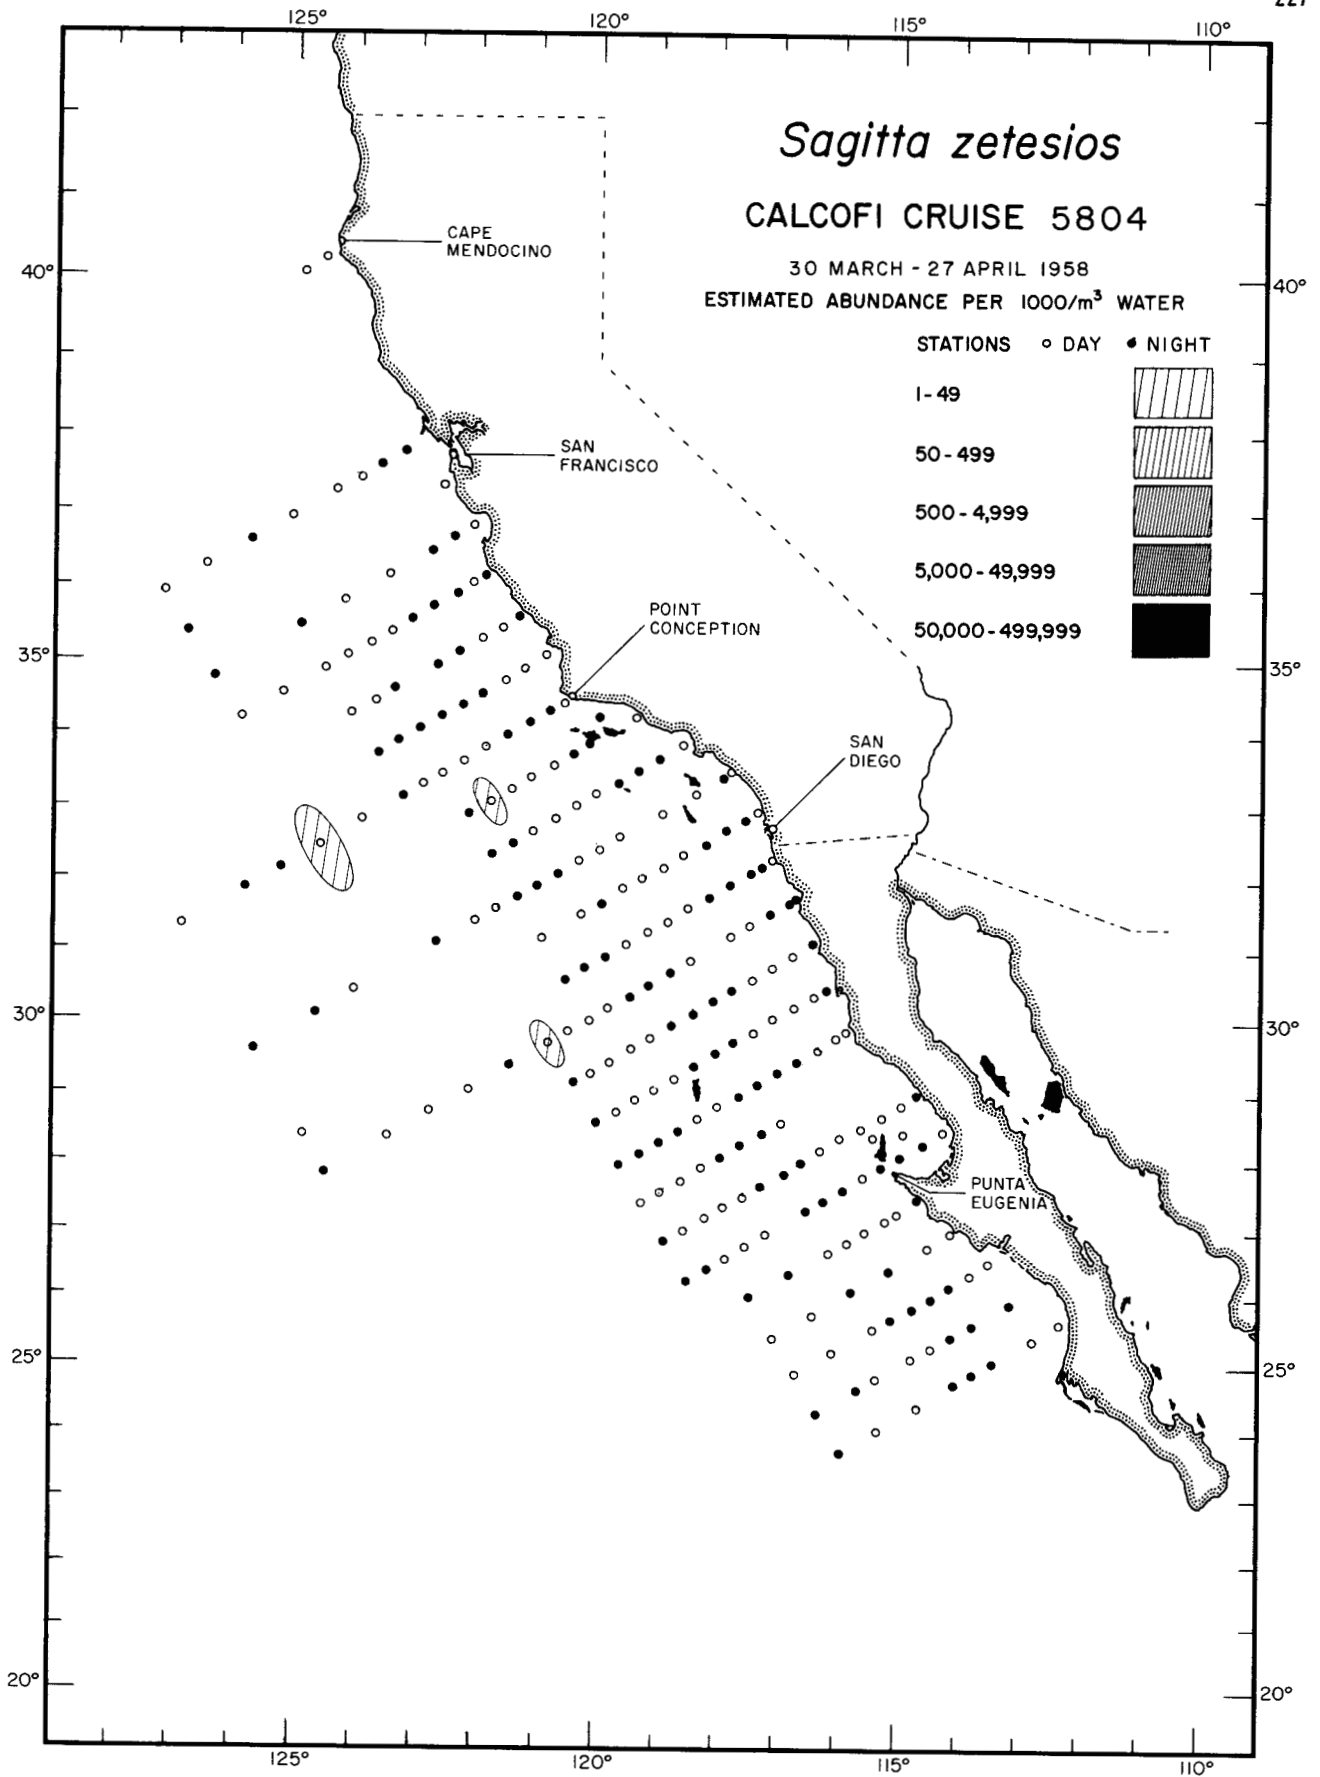 125°
120°
115°
110°
Sagitta zetesios
CALCOFI CRUISE 5804
30 MARCH - 27 APRIL 1958
ESTIMATED ABUNDANCE PER 1000/m³ WATER
STATIONS ○ DAY ● NIGHT
1-49
50-499
500-4,999
5,000-49,999
50,000-499,999
CAPE
MENDOCINO
40°
40°
SAN
FRANCISCO
POINT
CONCEPTION
35°
35°
SAN
DIEGO
30°
30°
PUNTA
EUGENIA
25°
25°
20°
20°
125°
120°
115°
110°